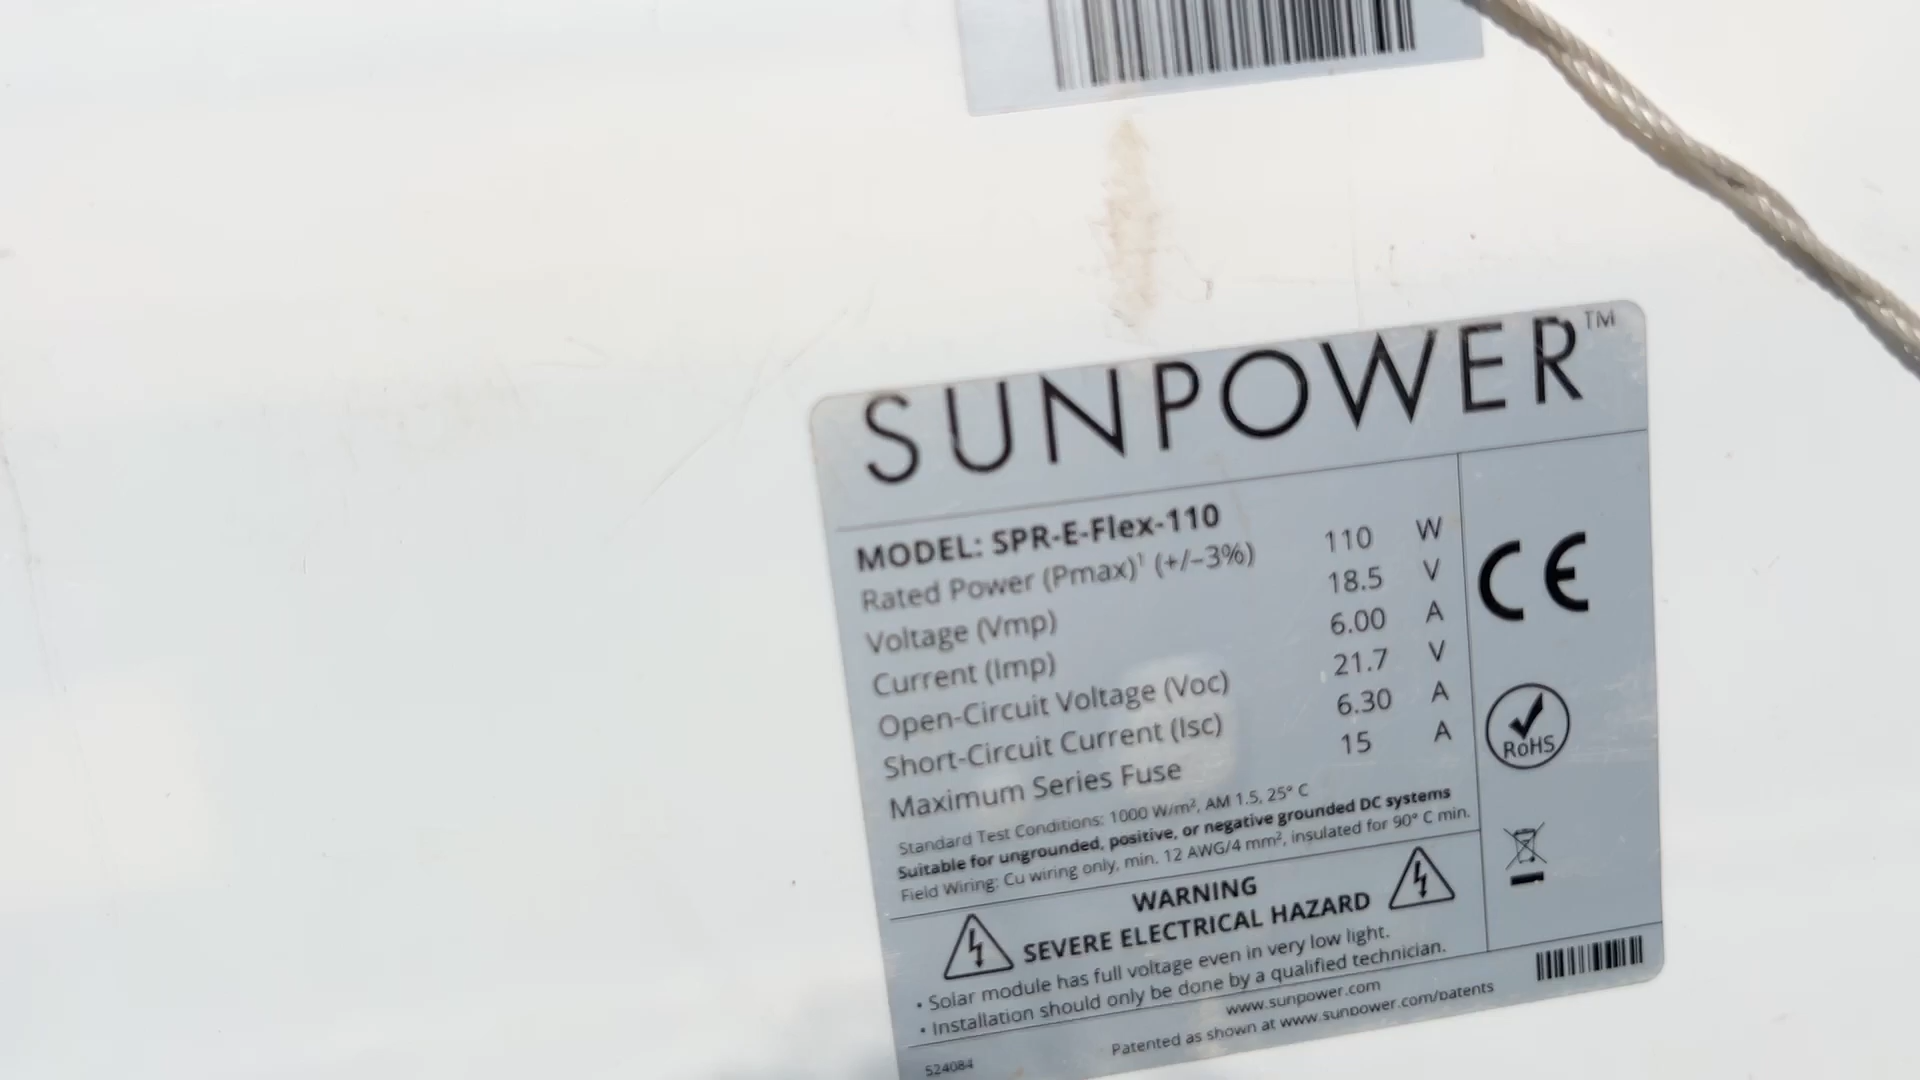 SUNPOWER™
MODEL: SPR-E-Flex-110
Rated Power (Pmax)¹ (+/−3%) 110 W
Voltage (Vmp) 18.5 V
Current (Imp) 6.00 A
Open-Circuit Voltage (Voc) 21.7 V
Short-Circuit Current (Isc) 6.30 A
Maximum Series Fuse 15 A
Standard Test Conditions: 1000 W/m², AM 1.5, 25° C
Suitable for ungrounded, positive, or negative grounded DC systems
Field Wiring: Cu wiring only, min. 12 AWG/4 mm², insulated for 90° C min.
CE
RoHS
WARNING
SEVERE ELECTRICAL HAZARD
• Solar module has full voltage even in very low light.
• Installation should only be done by a qualified technician.
www.sunpower.com
Patented as shown at www.sunpower.com/patents
524084